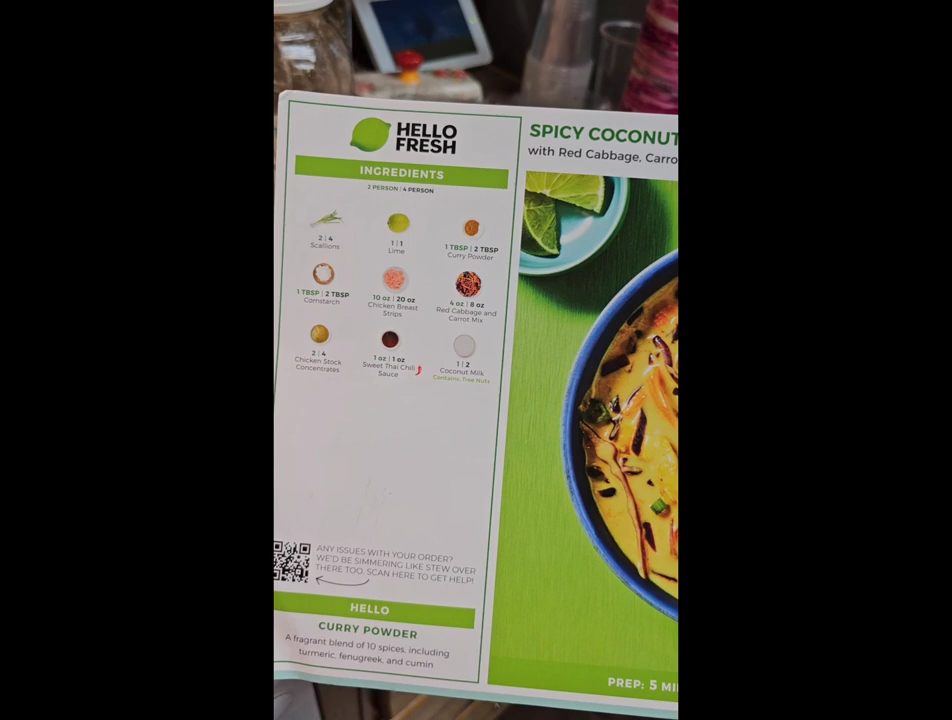 HELLO
FRESH
INGREDIENTS
2 PERSON | 4 PERSON
2 | 4
Scallions
1 | 1
Lime
1 TBSP | 2 TBSP
Curry Powder
1 TBSP | 2 TBSP
Cornstarch
10 oz | 20 oz
Chicken Breast
Strips
4 oz | 8 oz
Red Cabbage and
Carrot Mix
2 | 4
Chicken Stock
Concentrates
1 oz | 1 oz
Sweet Thai Chili
Sauce
1 | 2
Coconut Milk
Contains: Tree Nuts
ANY ISSUES WITH YOUR ORDER?
WE'D BE SIMMERING LIKE STEW OVER
THERE TOO. SCAN HERE TO GET HELP!
HELLO
CURRY POWDER
A fragrant blend of 10 spices, including
turmeric, fenugreek, and cumin
SPICY COCONUT
with Red Cabbage, Carro
PREP: 5 MI